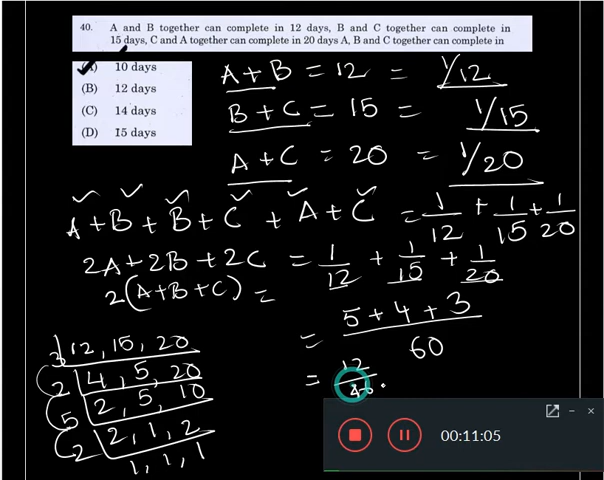 40. A and B together can complete in 12 days, B and C together can complete in
15 days, C and A together can complete in 20 days A, B and C together can complete in
(A) 10 days
(B) 12 days
(C) 14 days
(D) 15 days
A+B = 12 = 1/12
B+C = 15 = 1/15
A+C = 20 = 1/20
A+B+B+C+A+C = 1/12 + 1/15 + 1/20
2A+2B+2C = 1/12 + 1/15 + 1/20
2(A+B+C) =
= 5+4+3/60
= 12/
3 12, 15, 20
2 4, 5, 20
5 2, 5, 10
2 2, 1, 2
1, 1, 1
00:11:05